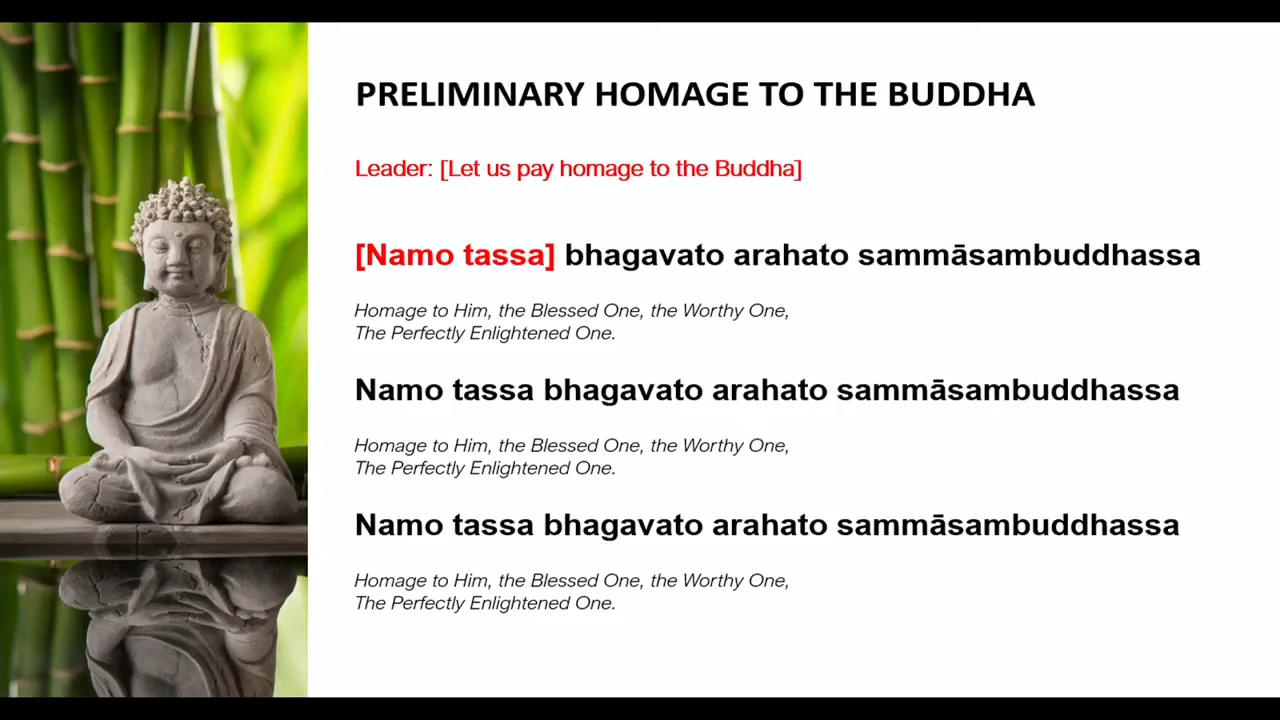 PRELIMINARY HOMAGE TO THE BUDDHA
Leader: [Let us pay homage to the Buddha]
[Namo tassa] bhagavato arahato sammāsambuddhassa
Homage to Him, the Blessed One, the Worthy One,
The Perfectly Enlightened One.
Namo tassa bhagavato arahato sammāsambuddhassa
Homage to Him, the Blessed One, the Worthy One,
The Perfectly Enlightened One.
Namo tassa bhagavato arahato sammāsambuddhassa
Homage to Him, the Blessed One, the Worthy One,
The Perfectly Enlightened One.